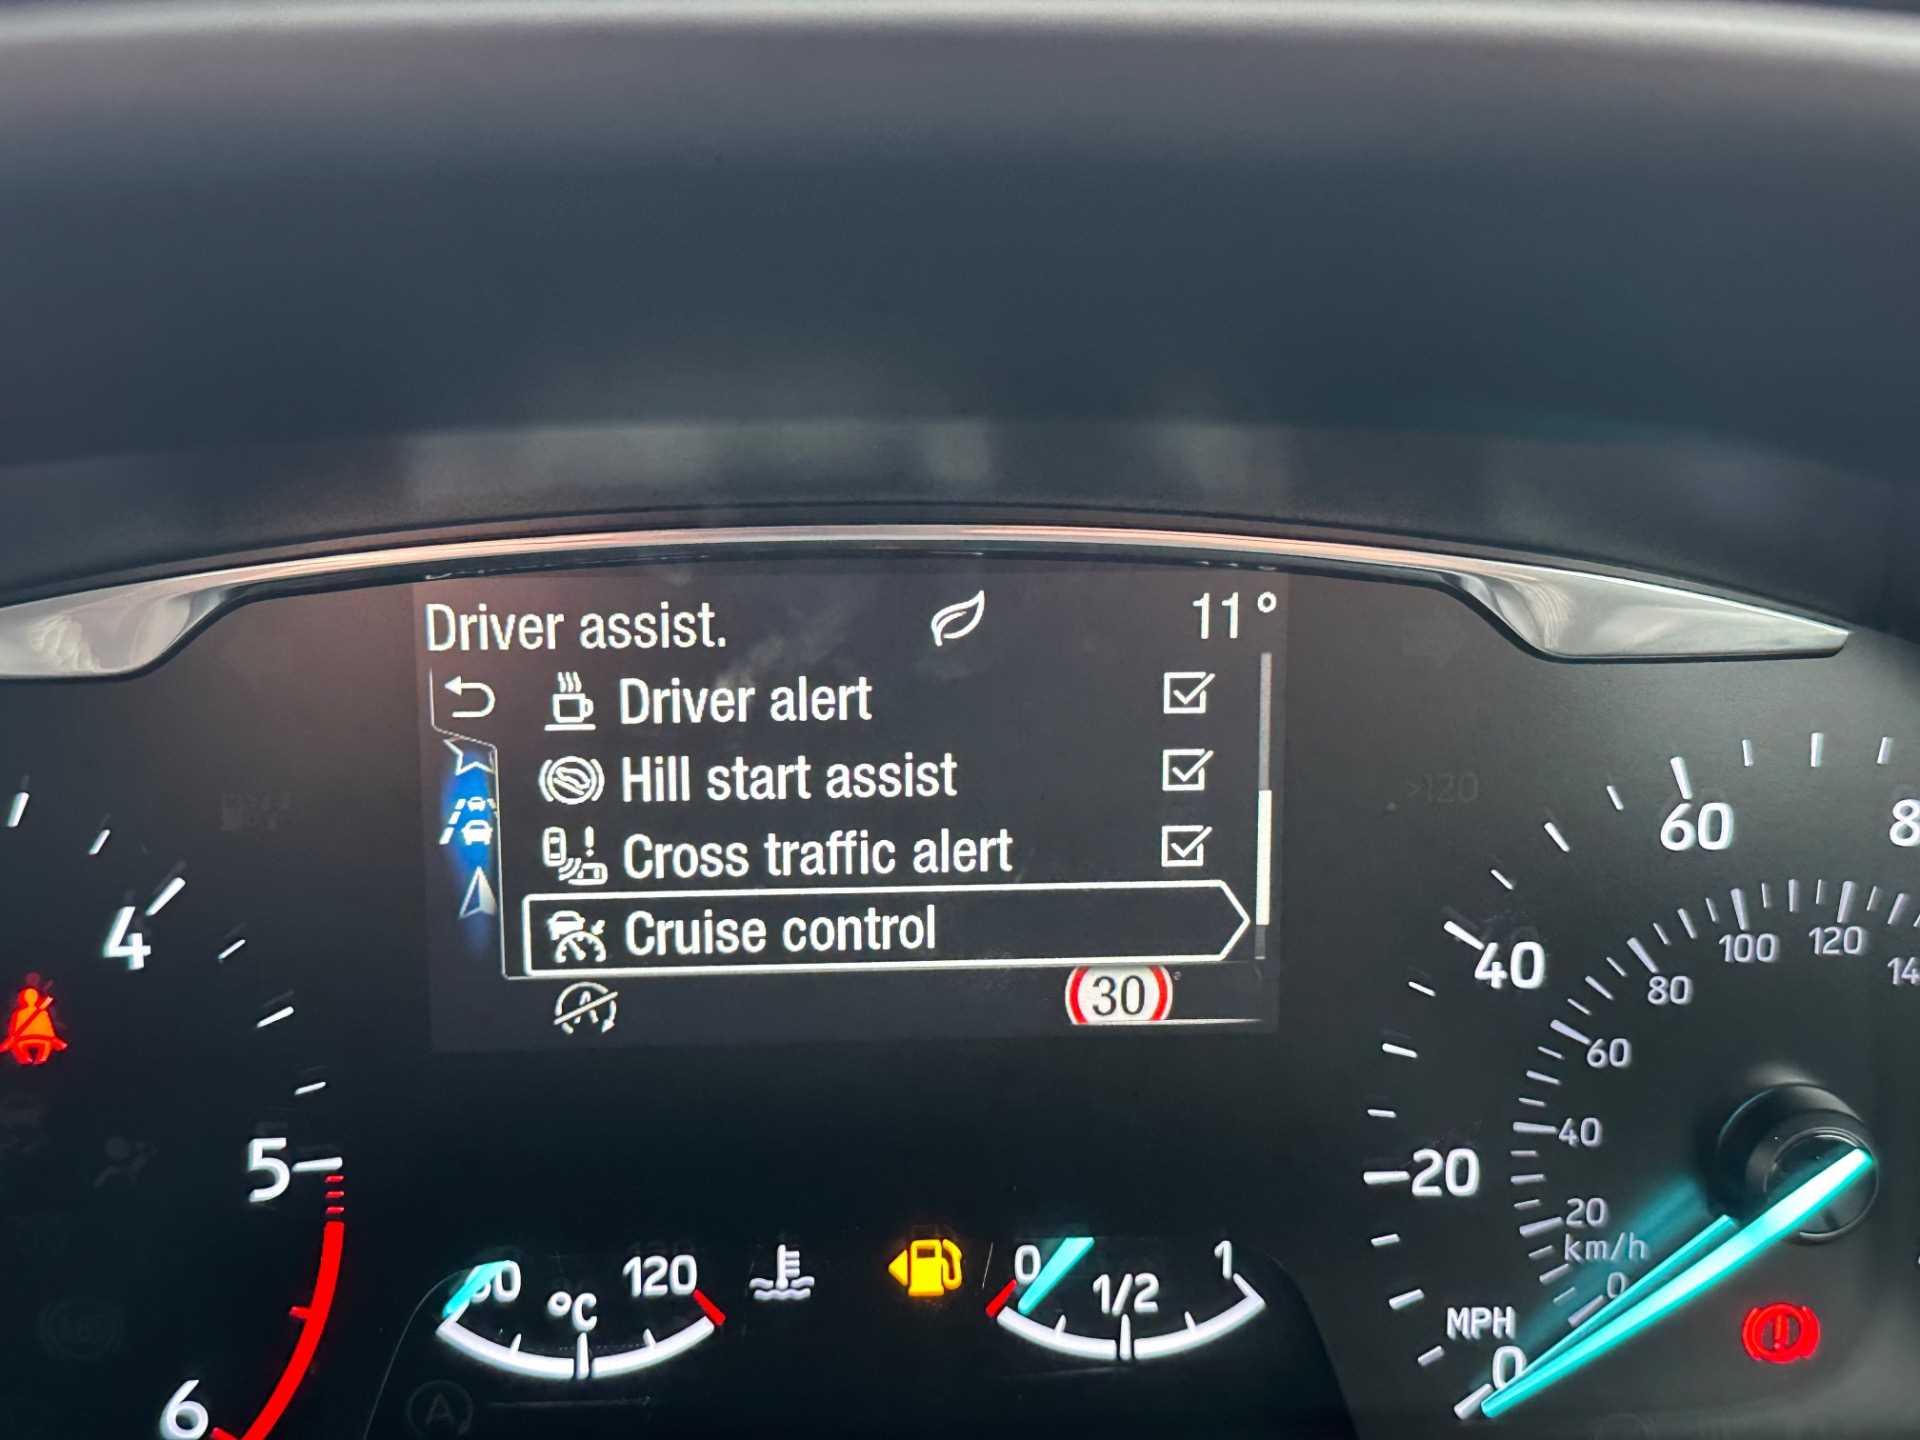 Driver assist.
11°
Driver alert
Hill start assist
Cross traffic alert
Cruise control
30
4
5
6
°C
120
0
1/2
1
60
40
20
0
MPH
120
100
80
60
40
20
km/h
0